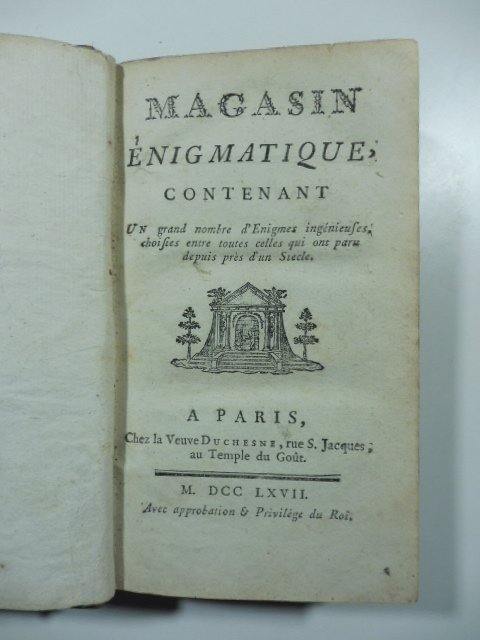 MAGASIN
ÉNIGMATIQUE,
CONTENANT
UN grand nombre d'Enigmes ingénieuſes,
choiſies entre toutes celles qui ont paru
depuis près d'un Siecle.
A PARIS,
Chez la Veuve DUCHESNE, rue S. Jacques;
au Temple du Goût.
M. DCC LXVII.
Avec approbation & Privilège du Roi.